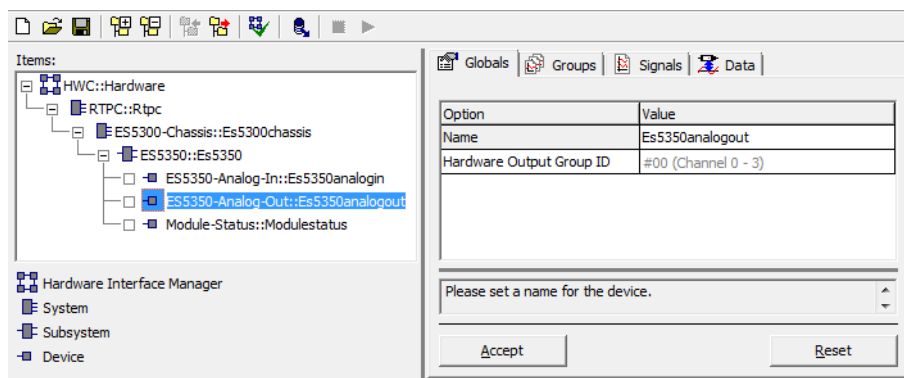 Items:
HWC::Hardware
RTPC::Rtpc
ES5300-Chassis::Es5300chassis
ES5350::Es5350
ES5350-Analog-In::Es5350analogin
ES5350-Analog-Out::Es5350analogout
Module-Status::Modulestatus
Hardware Interface Manager
System
Subsystem
Device
Globals Groups Signals Data
Option Value
Name Es5350analogout
Hardware Output Group ID #00 (Channel 0 - 3)
Please set a name for the device.
Accept Reset